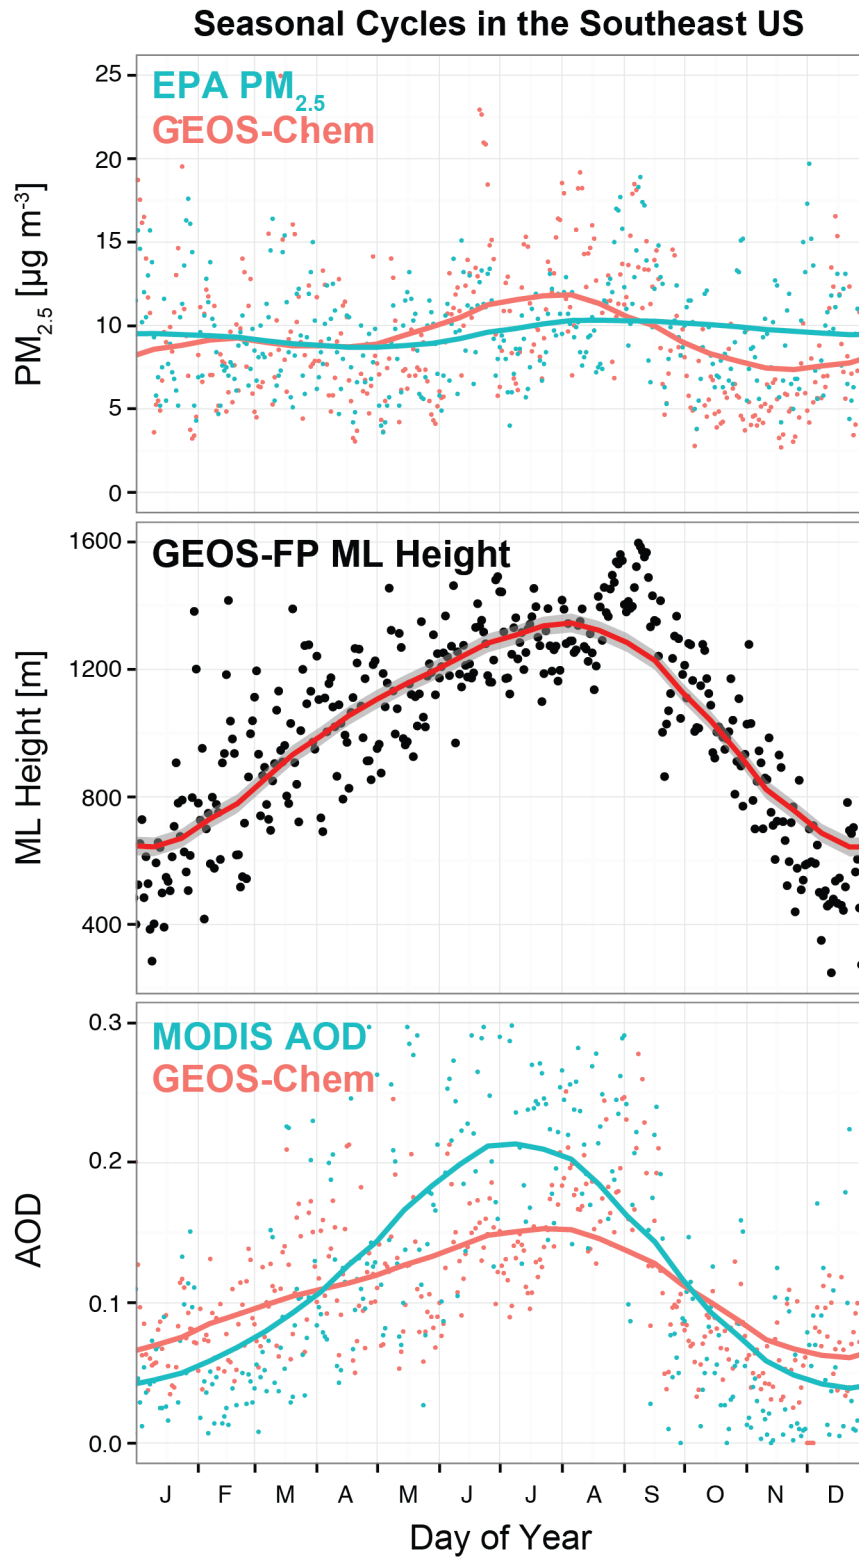 Seasonal Cycles in the Southeast US
EPA PM2.5
GEOS-Chem
25
20
15
10
5
0
PM2.5 [µg m-3]
GEOS-FP ML Height
1600
1200
800
400
ML Height [m]
MODIS AOD
GEOS-Chem
0.3
0.2
0.1
0.0
AOD
J F M A M J J A S O N D
Day of Year